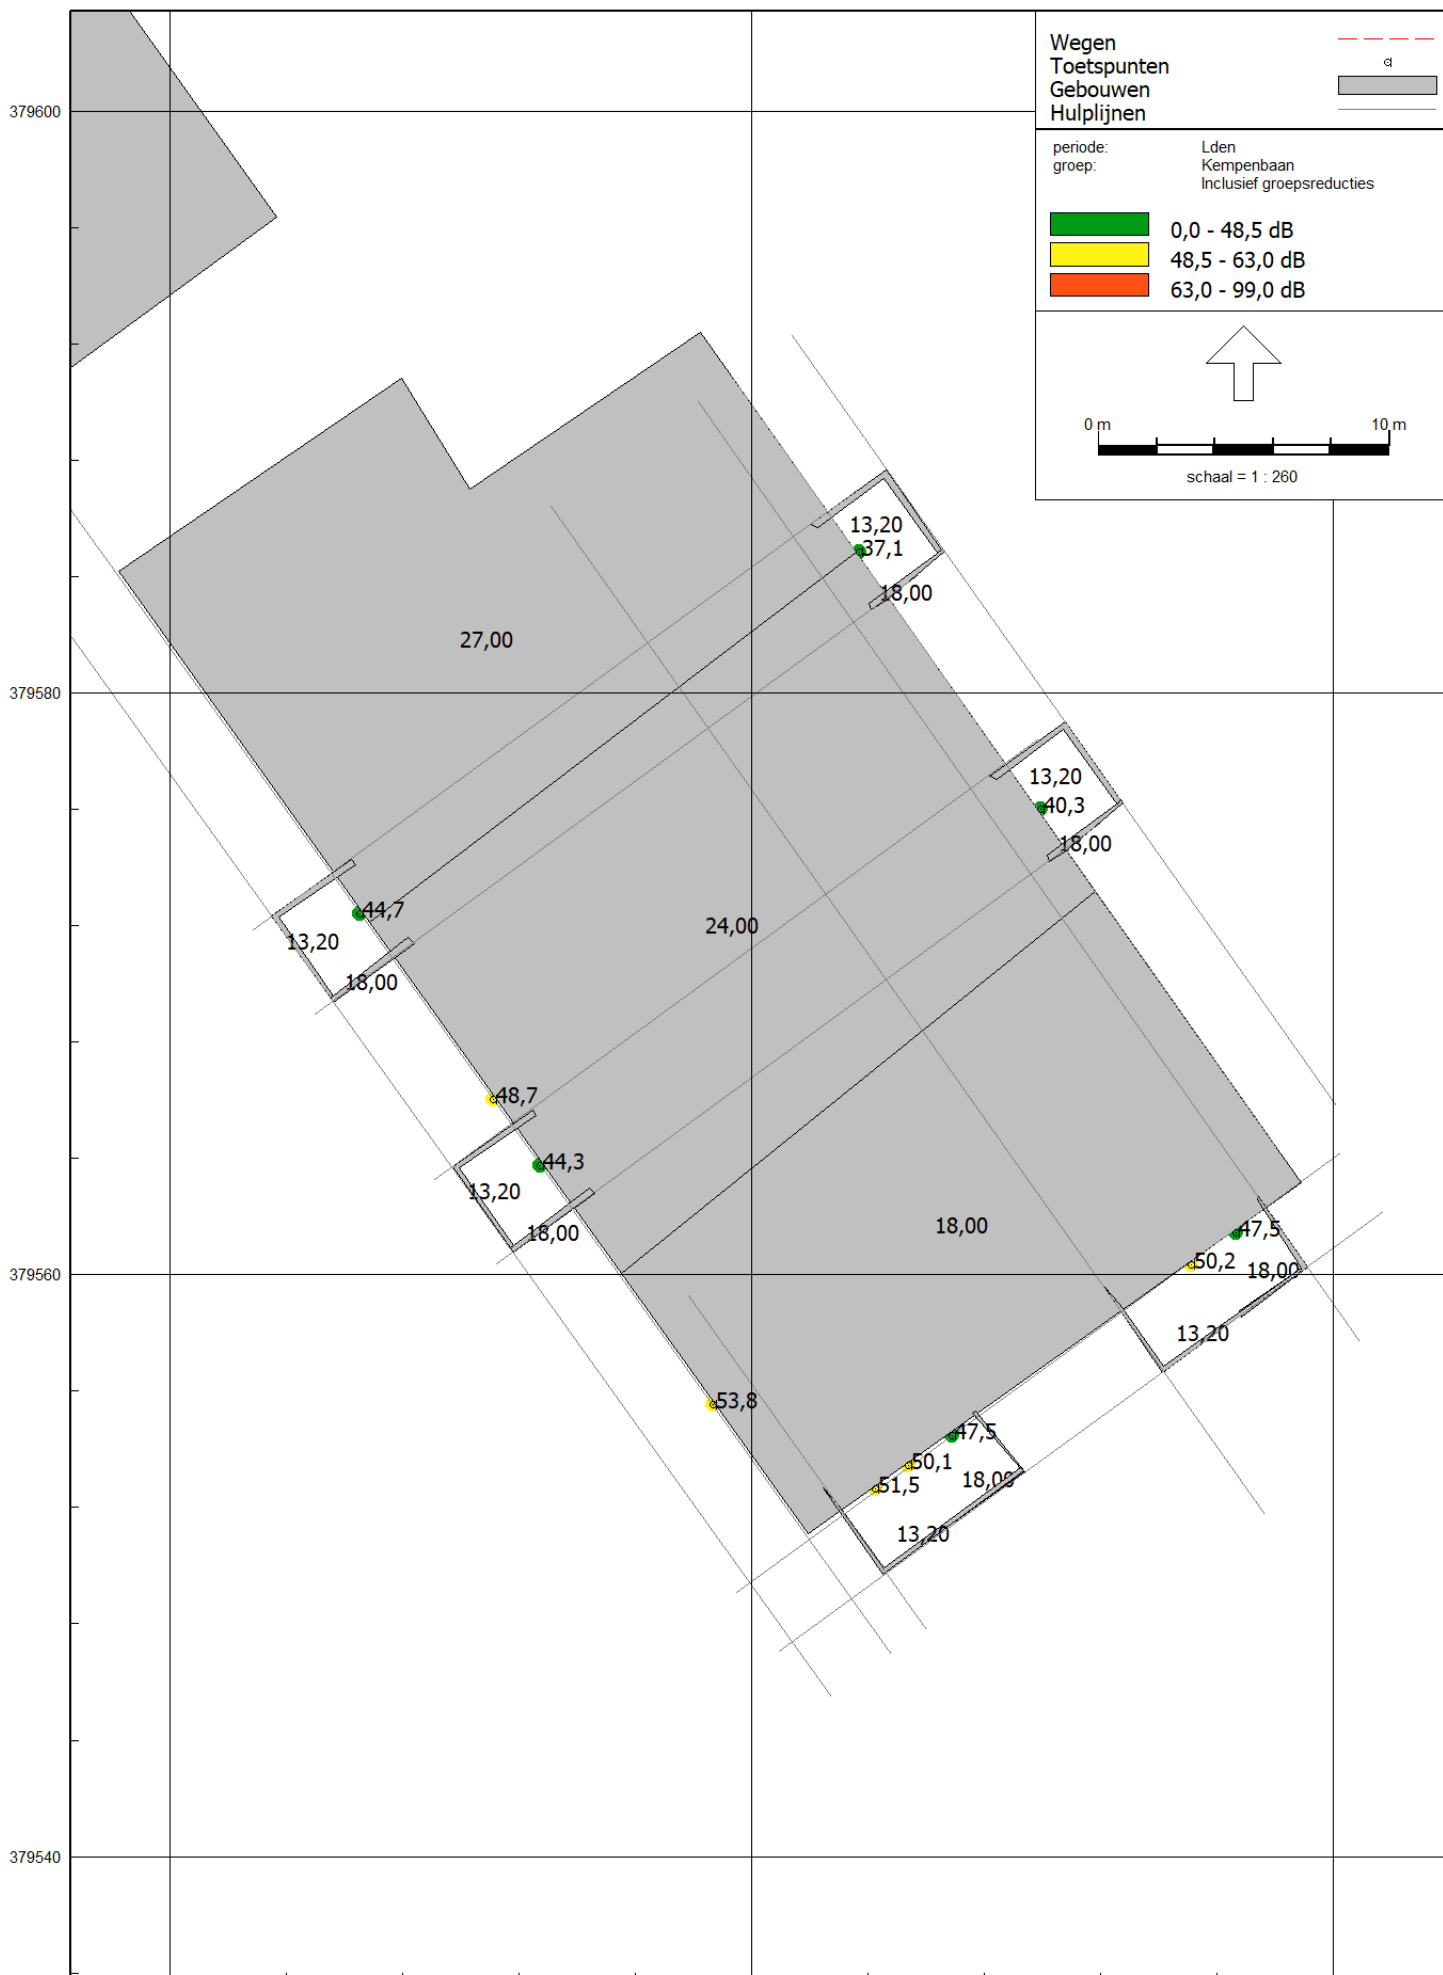 Wegen
Toetspunten
Gebouwen
Hulplijnen
periode: Lden
groep: Kempenbaan
Inclusief groepsreducties
0,0 - 48,5 dB
48,5 - 63,0 dB
63,0 - 99,0 dB
0 m 10 m
schaal = 1 : 260
379600
13,20
37,1
18,00
27,00
379580
13,20
40,3
18,00
44,7
24,00
13,20
18,00
48,7
44,3
13,20
18,00
18,00
47,5
50,2
18,00
379560
13,20
53,8
47,5
50,1
18,00
51,5
13,20
379540